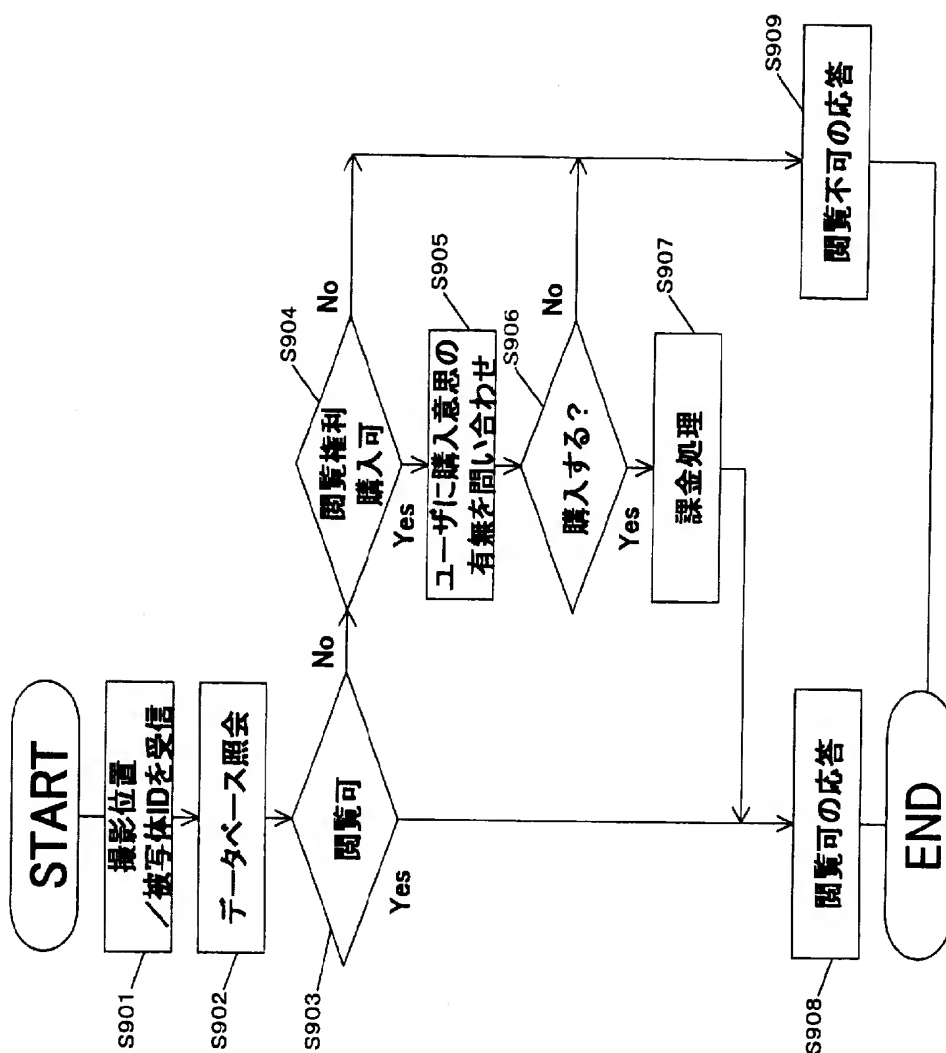 START
S901
撮影位置
/被写体IDを受信
S902
データベース照会
S903
閲覧可
No
Yes
S904
閲覧権利
購入可
No
Yes
S905
ユーザに購入意思の
有無を問い合わせ
S906
購入する?
No
Yes
S907
課金処理
S908
閲覧可の応答
S909
閲覧不可の応答
END